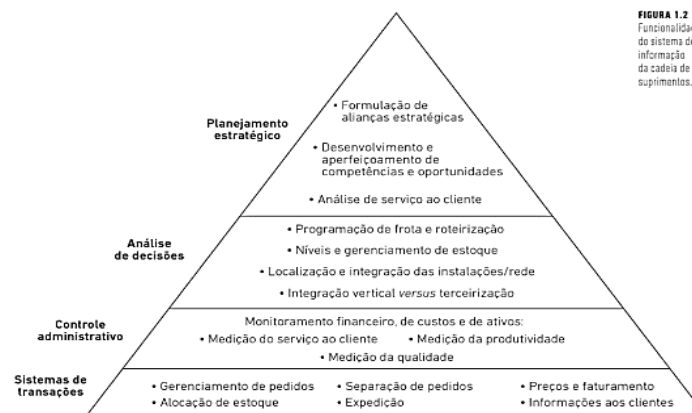 FIGURA 1.2
Funcionalidad
do sistema de
informação
da cadeia de
suprimentos.
Planejamento
estratégico
• Formulação de
alianças estratégicas
• Desenvolvimento e
aperfeiçoamento de
competências e oportunidades
• Análise de serviço ao cliente
Análise
de decisões
• Programação de frota e roteirização
• Níveis e gerenciamento de estoque
• Localização e integração das instalações/rede
• Integração vertical versus terceirização
Controle
administrativo
Monitoramento financeiro, de custos e de ativos:
• Medição do serviço ao cliente • Medição da produtividade
• Medição da qualidade
Sistemas de
transações
• Gerenciamento de pedidos • Separação de pedidos • Preços e faturamento
• Alocação de estoque • Expedição • Informações aos clientes